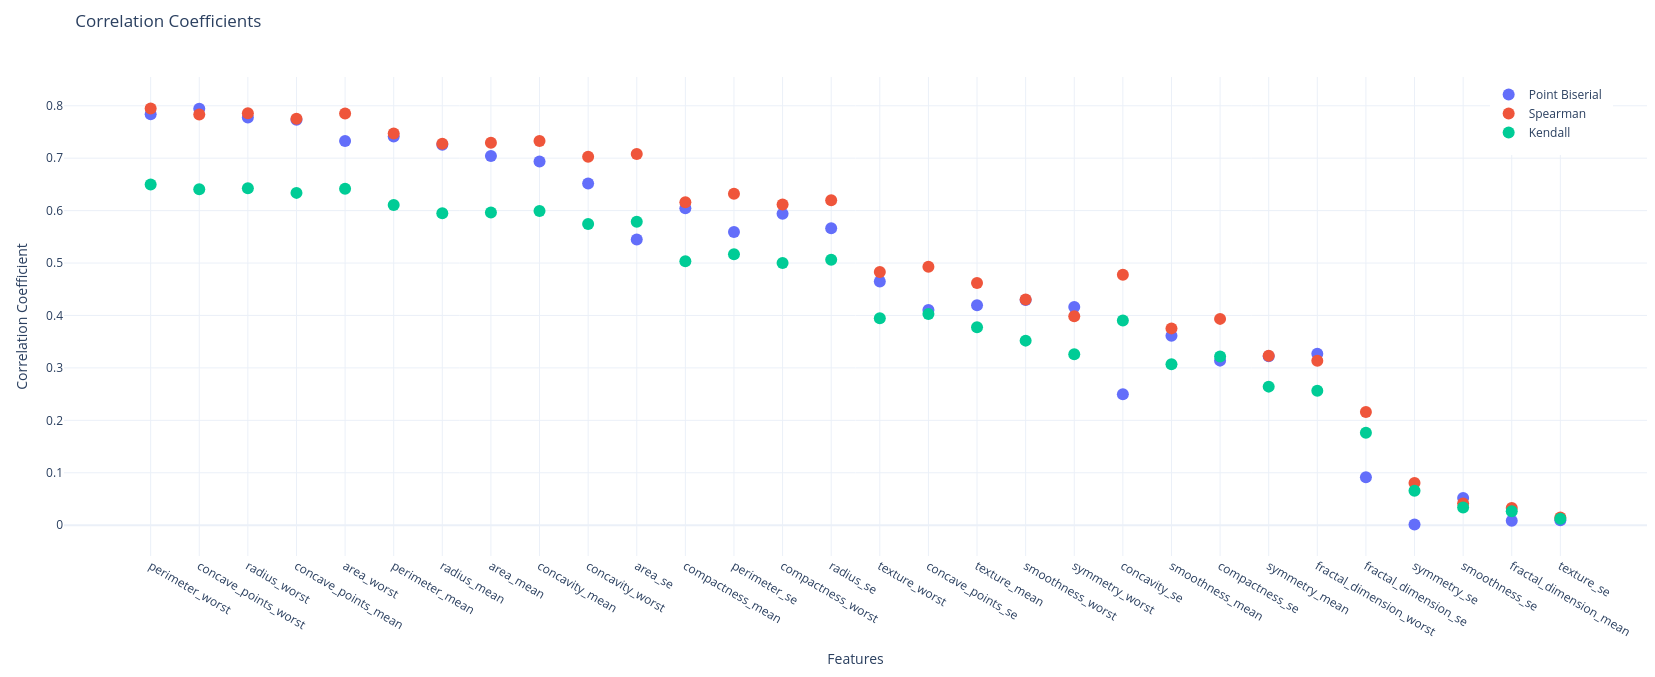 Correlation Coefficients
Point Biserial
Spearman
Kendall
Correlation Coefficient
0.8
0.7
0.6
0.5
0.4
0.3
0.2
0.1
0
perimeter_worst
concave_points_worst
radius_worst
concave_points_mean
area_worst
perimeter_mean
radius_mean
area_mean
concavity_mean
concavity_worst
area_se
compactness_mean
perimeter_se
compactness_worst
radius_se
texture_worst
concave_points_se
texture_mean
smoothness_worst
symmetry_worst
concavity_se
smoothness_mean
compactness_se
symmetry_mean
fractal_dimension_worst
fractal_dimension_se
symmetry_se
smoothness_se
fractal_dimension_mean
texture_se
Features